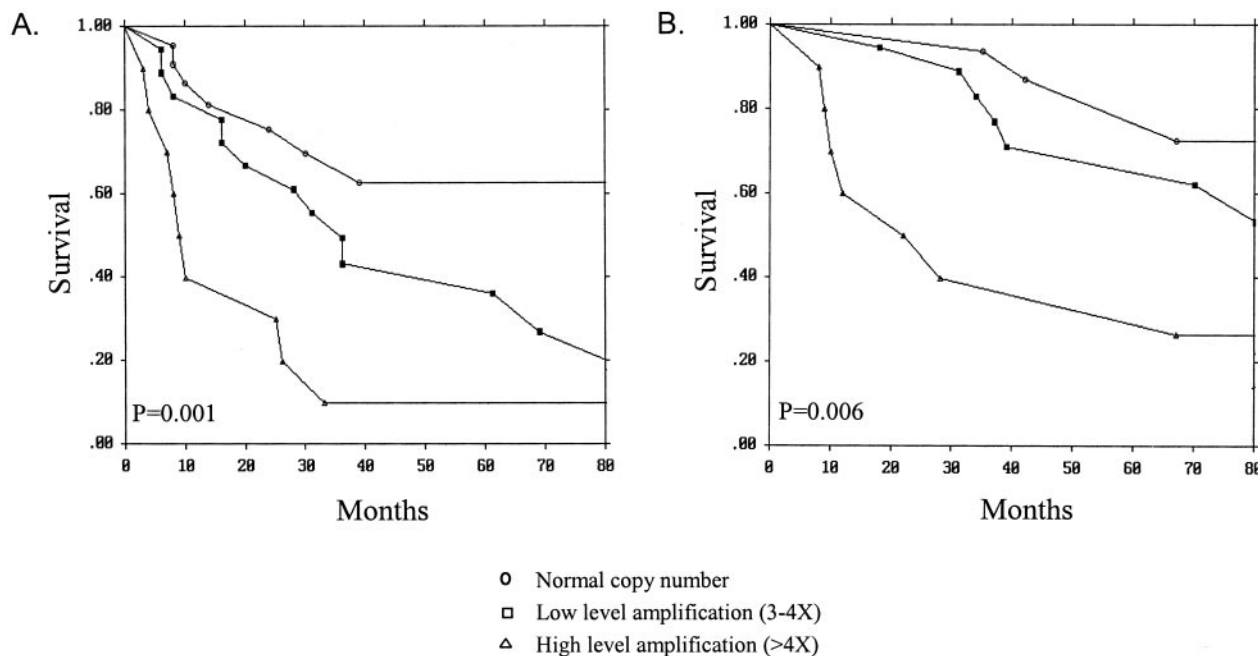 A.
1.00
.80
.60
.40
.20
.00
Survival
P=0.001
0 10 20 30 40 50 60 70 80
Months
B.
1.00
.80
.60
.40
.20
.00
Survival
P=0.006
0 10 20 30 40 50 60 70 80
Months
Normal copy number
Low level amplification (3-4X)
High level amplification (>4X)